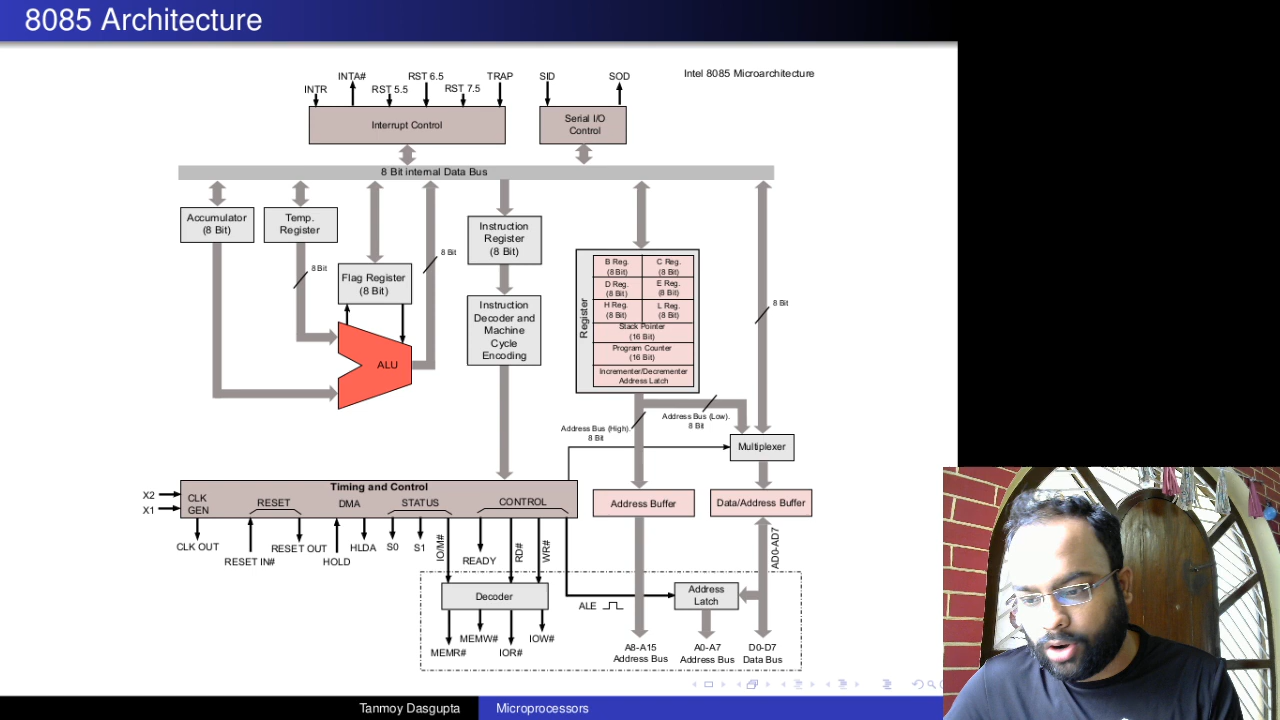 8085 Architecture
Intel 8085 Microarchitecture
INTR
INTA#
RST 5.5
RST 6.5
RST 7.5
TRAP
SID
SOD
Interrupt Control
Serial I/O
Control
8 Bit internal Data Bus
Accumulator
(8 Bit)
Temp.
Register
Flag Register
(8 Bit)
8 Bit
8 Bit
ALU
Instruction
Register
(8 Bit)
Instruction
Decoder and
Machine
Cycle
Encoding
Register
B Reg.
(8 Bit)
C Reg.
(8 Bit)
D Reg.
(8 Bit)
E Reg.
(8 Bit)
H Reg.
(8 Bit)
L Reg.
(8 Bit)
Stack Pointer
(16 Bit)
Program Counter
(16 Bit)
Incrementer/Decrementer
Address Latch
8 Bit
Address Bus (High).
8 Bit
Address Bus (Low).
8 Bit
Multiplexer
Timing and Control
X2
X1
CLK
GEN
RESET
DMA
STATUS
CONTROL
Address Buffer
Data/Address Buffer
CLK OUT
RESET IN#
RESET OUT
HOLD
HLDA
S0
S1
IO/M#
READY
RD#
WR#
AD0-AD7
Decoder
ALE
Address
Latch
MEMR#
MEMW#
IOR#
IOW#
A8-A15
Address Bus
A0-A7
Address Bus
D0-D7
Data Bus
Tanmoy Dasgupta
Microprocessors